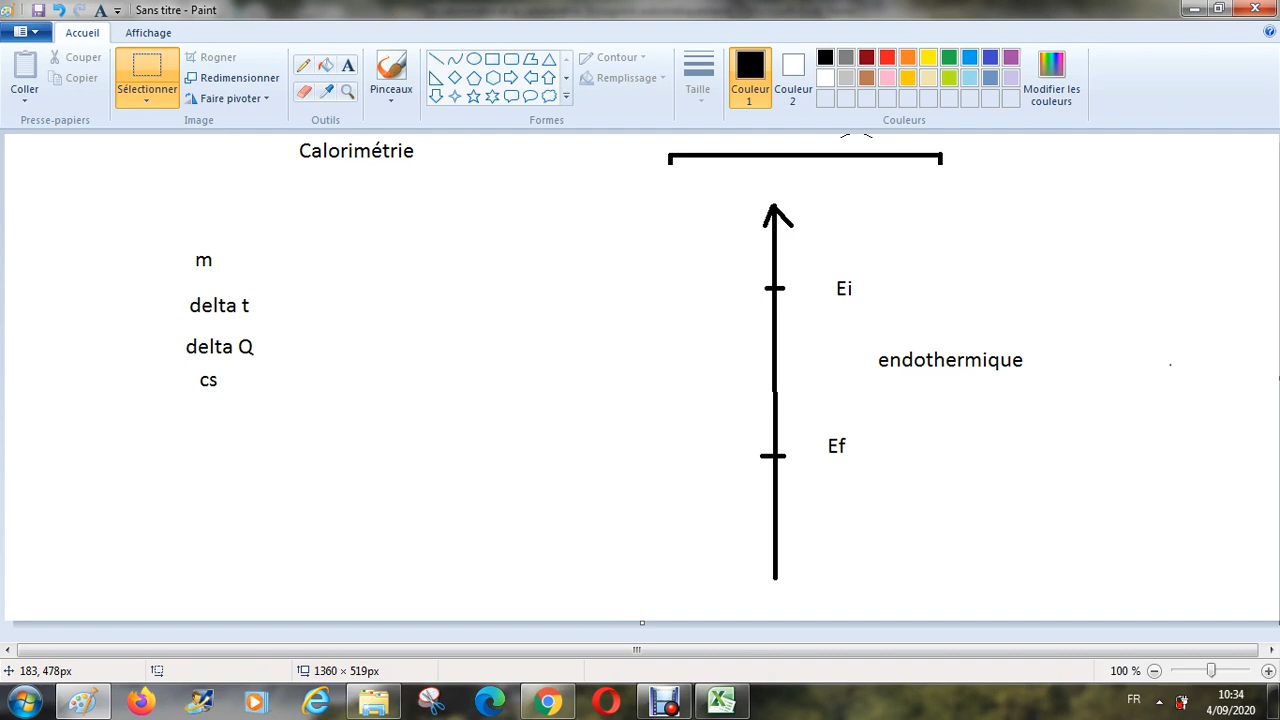 Sans titre - Paint
Accueil
Affichage
Coller
Couper
Copier
Presse-papiers
Sélectionner
Rogner
Redimensionner
Faire pivoter
Image
A
Outils
Pinceaux
Formes
Contour
Remplissage
Taille
Couleur
1
Couleur
2
Modifier les
couleurs
Couleurs
Calorimétrie
m
delta t
delta Q
cs
Ei
endothermique
Ef
183, 478px
1360 × 519px
100 %
FR
10:34
4/09/2020